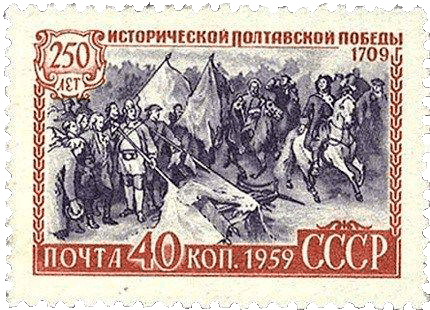 ИСТОРИЧЕСКОЙ ПОЛТАВСКОЙ ПОБЕДЫ
1709 г
250
ЛЕТ
ПОЧТА 40 КОП. 1959 СССР